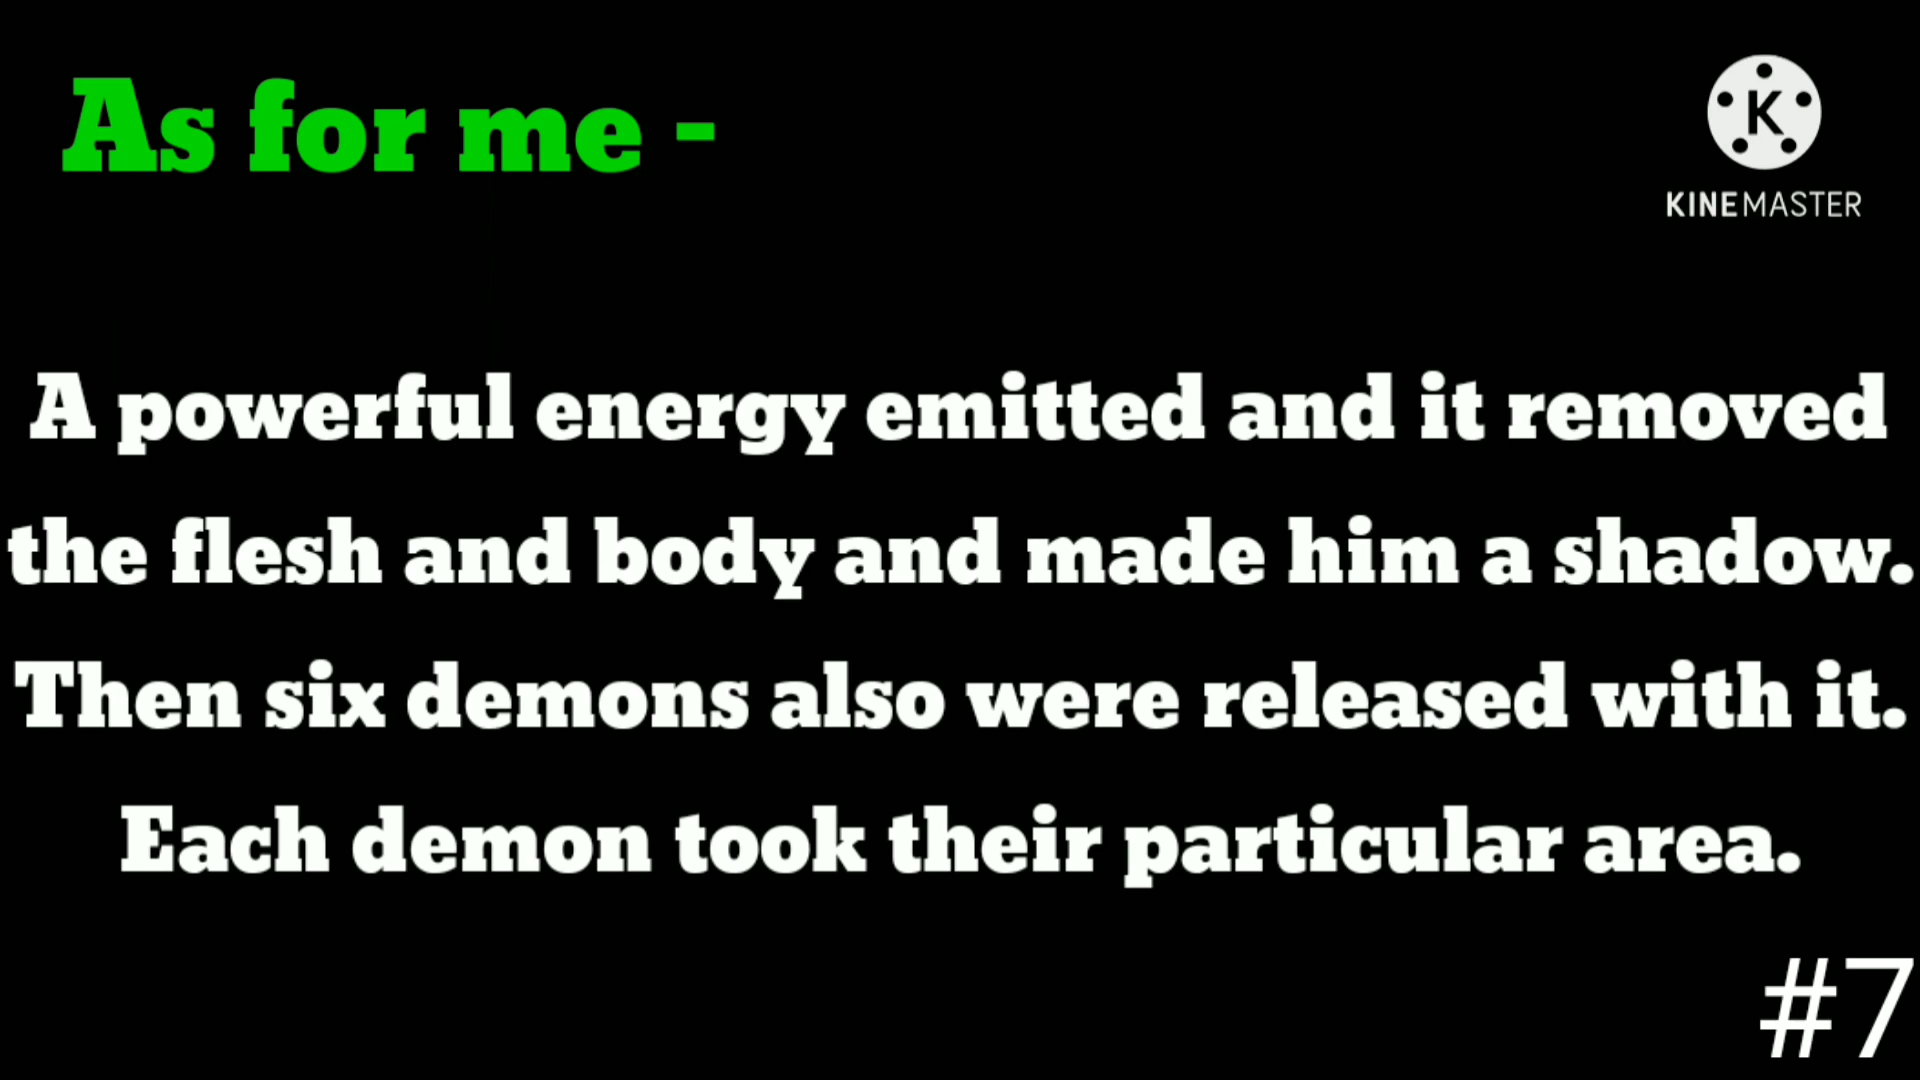 As for me -
K
KINEMASTER
A powerful energy emitted and it removed
the flesh and body and made him a shadow.
Then six demons also were released with it.
Each demon took their particular area.
#7